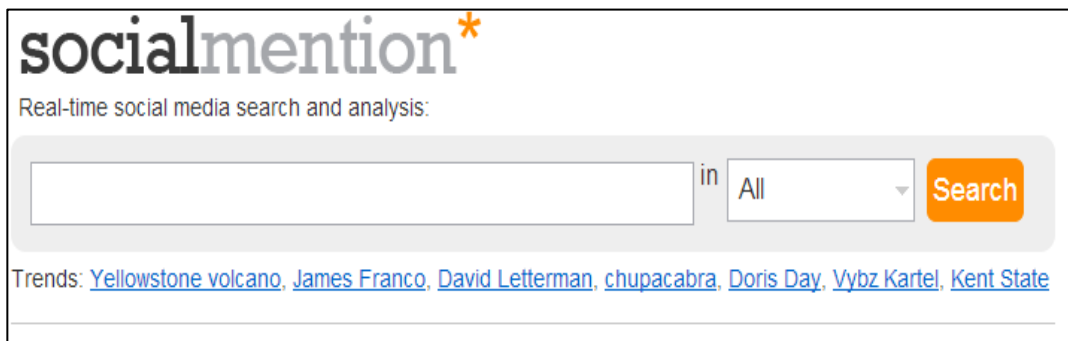 socialmention*
Real-time social media search and analysis:
in All Search
Trends: Yellowstone volcano, James Franco, David Letterman, chupacabra, Doris Day, Vybz Kartel, Kent State